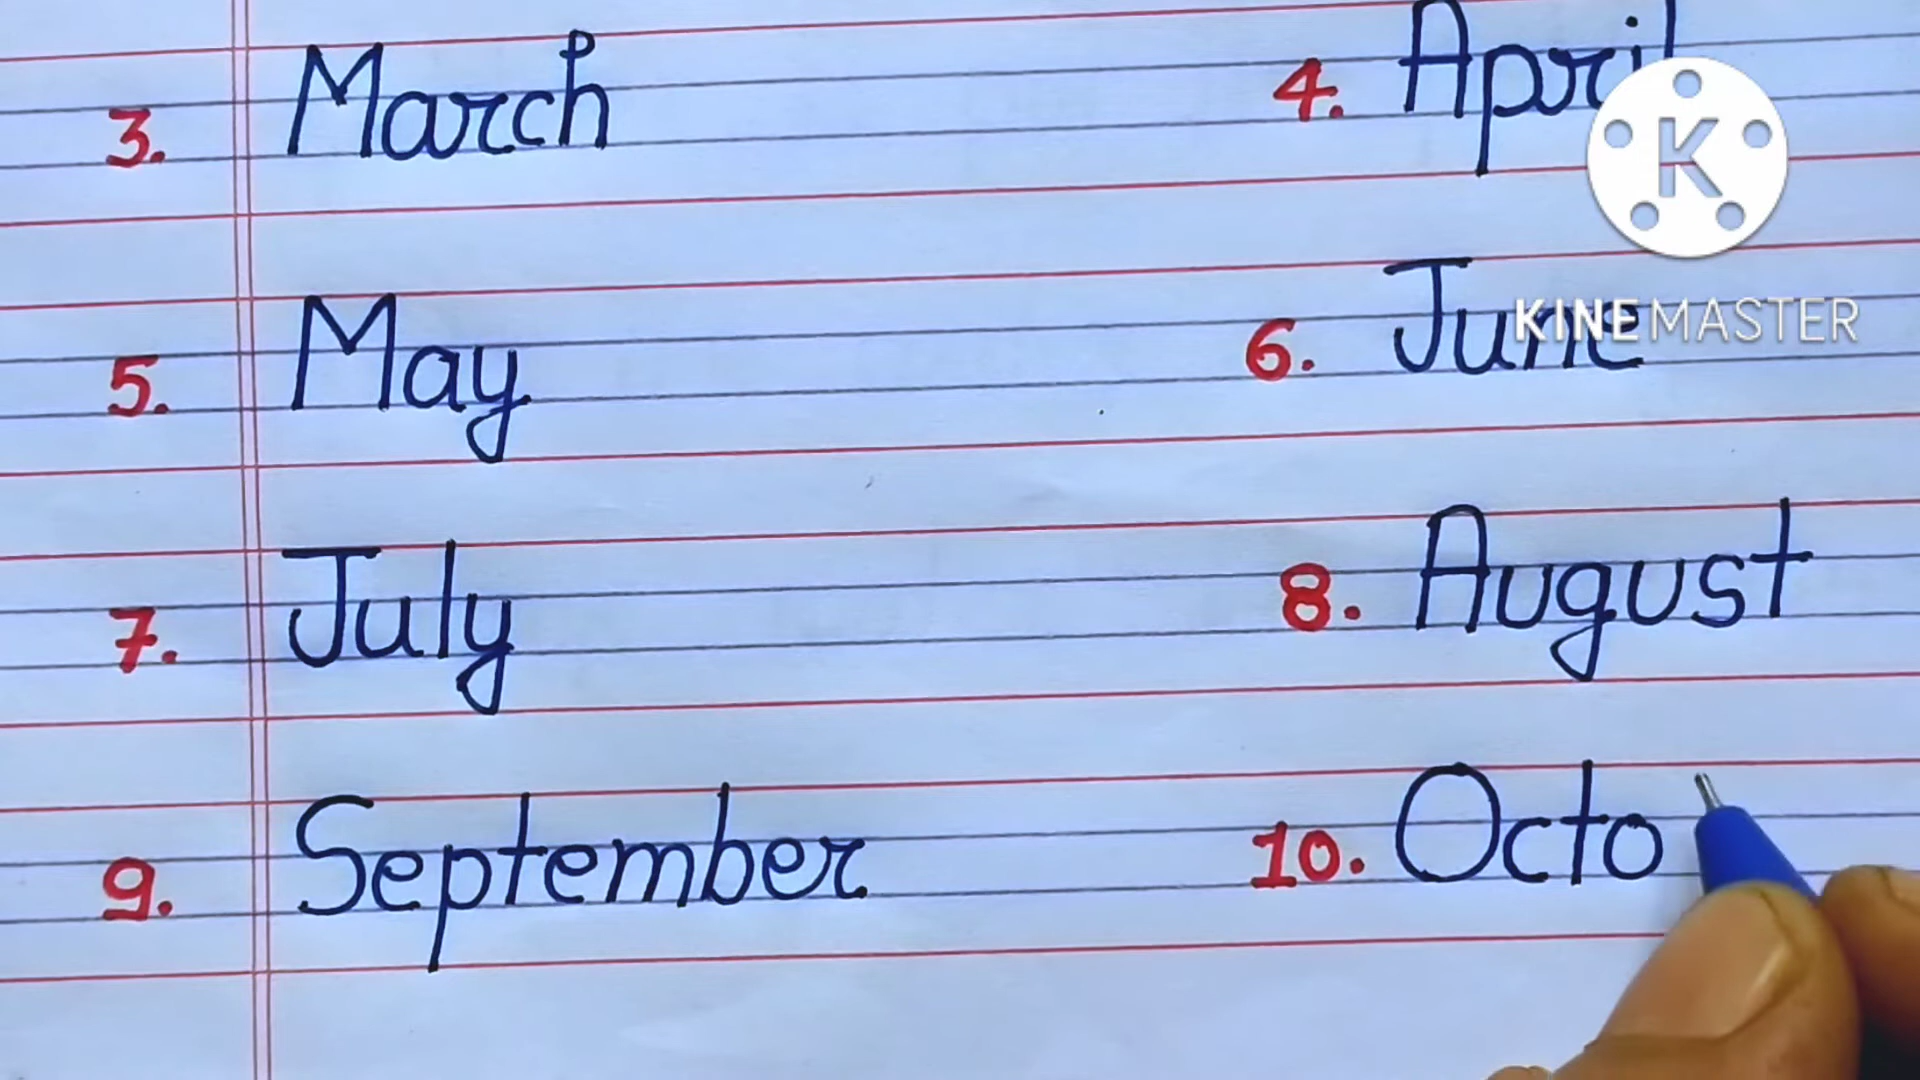 3. March 4. April
5. May 6. June
KINEMASTER
7. July 8. August
9. September 10. Octo